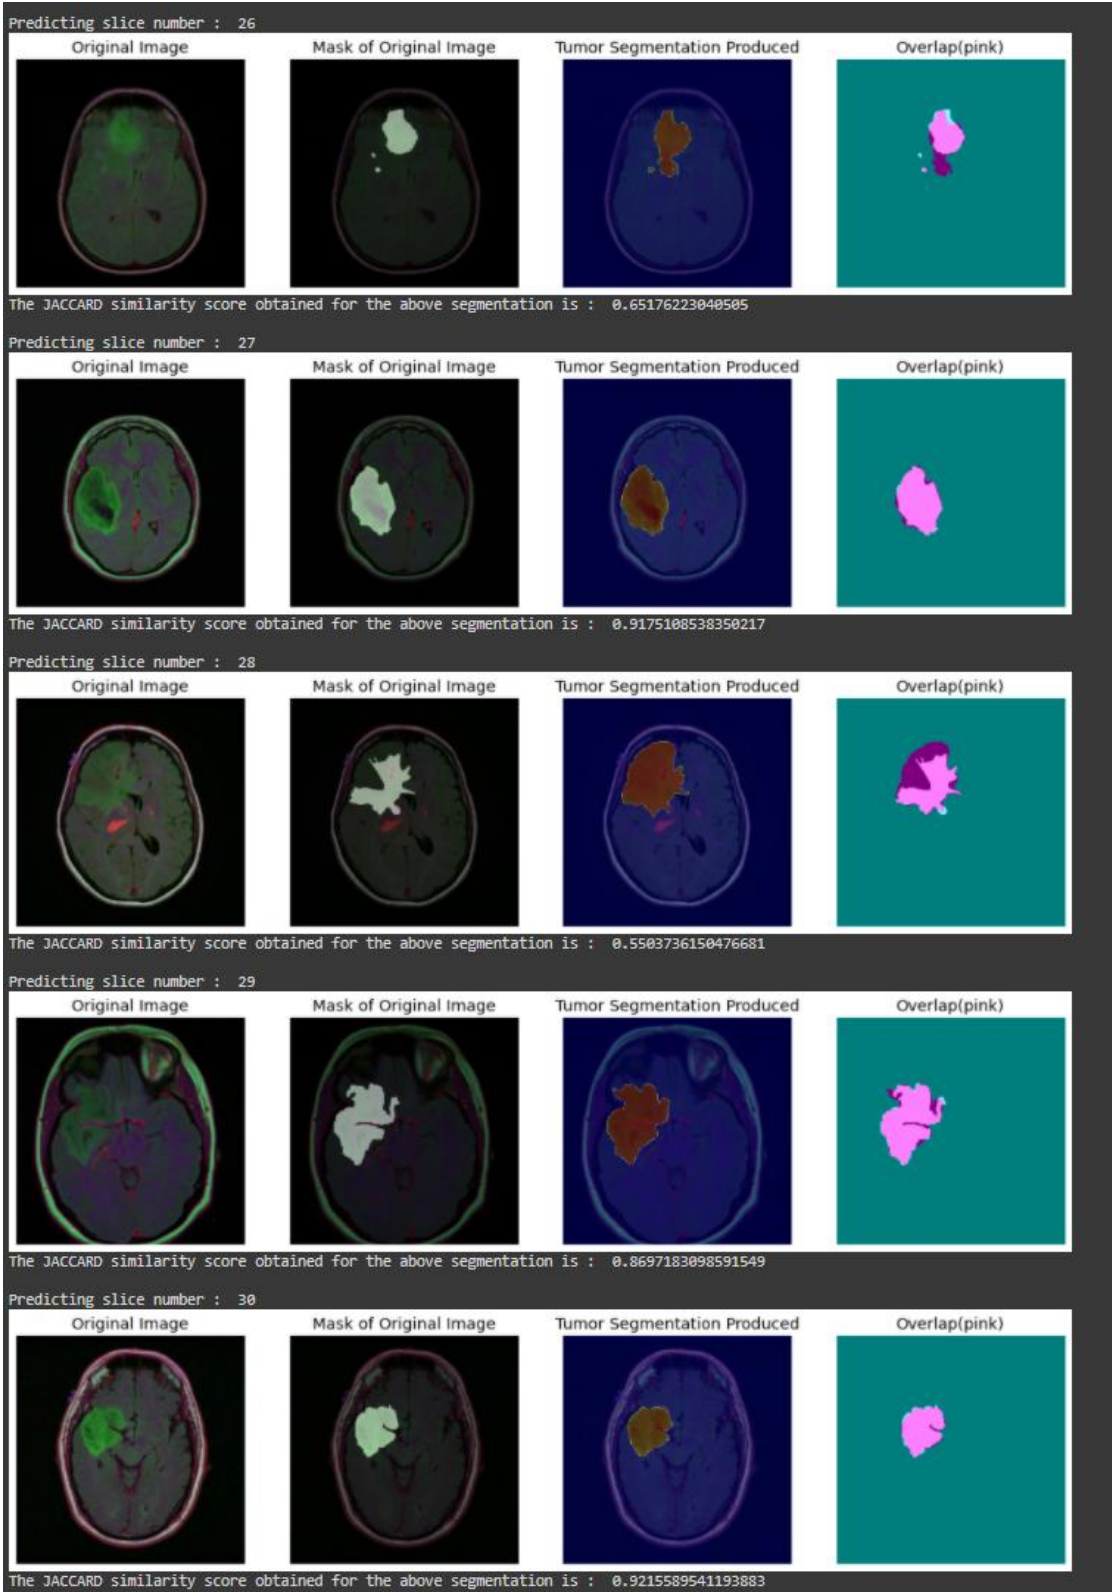 Predicting slice number :  26
Original Image Mask of Original Image Tumor Segmentation Produced Overlap(pink)
The JACCARD similarity score obtained for the above segmentation is :  0.65176223040505
Predicting slice number :  27
Original Image Mask of Original Image Tumor Segmentation Produced Overlap(pink)
The JACCARD similarity score obtained for the above segmentation is :  0.9175108538350217
Predicting slice number :  28
Original Image Mask of Original Image Tumor Segmentation Produced Overlap(pink)
The JACCARD similarity score obtained for the above segmentation is :  0.5503736150476681
Predicting slice number :  29
Original Image Mask of Original Image Tumor Segmentation Produced Overlap(pink)
The JACCARD similarity score obtained for the above segmentation is :  0.8697183098591549
Predicting slice number :  30
Original Image Mask of Original Image Tumor Segmentation Produced Overlap(pink)
The JACCARD similarity score obtained for the above segmentation is :  0.9215589541193883